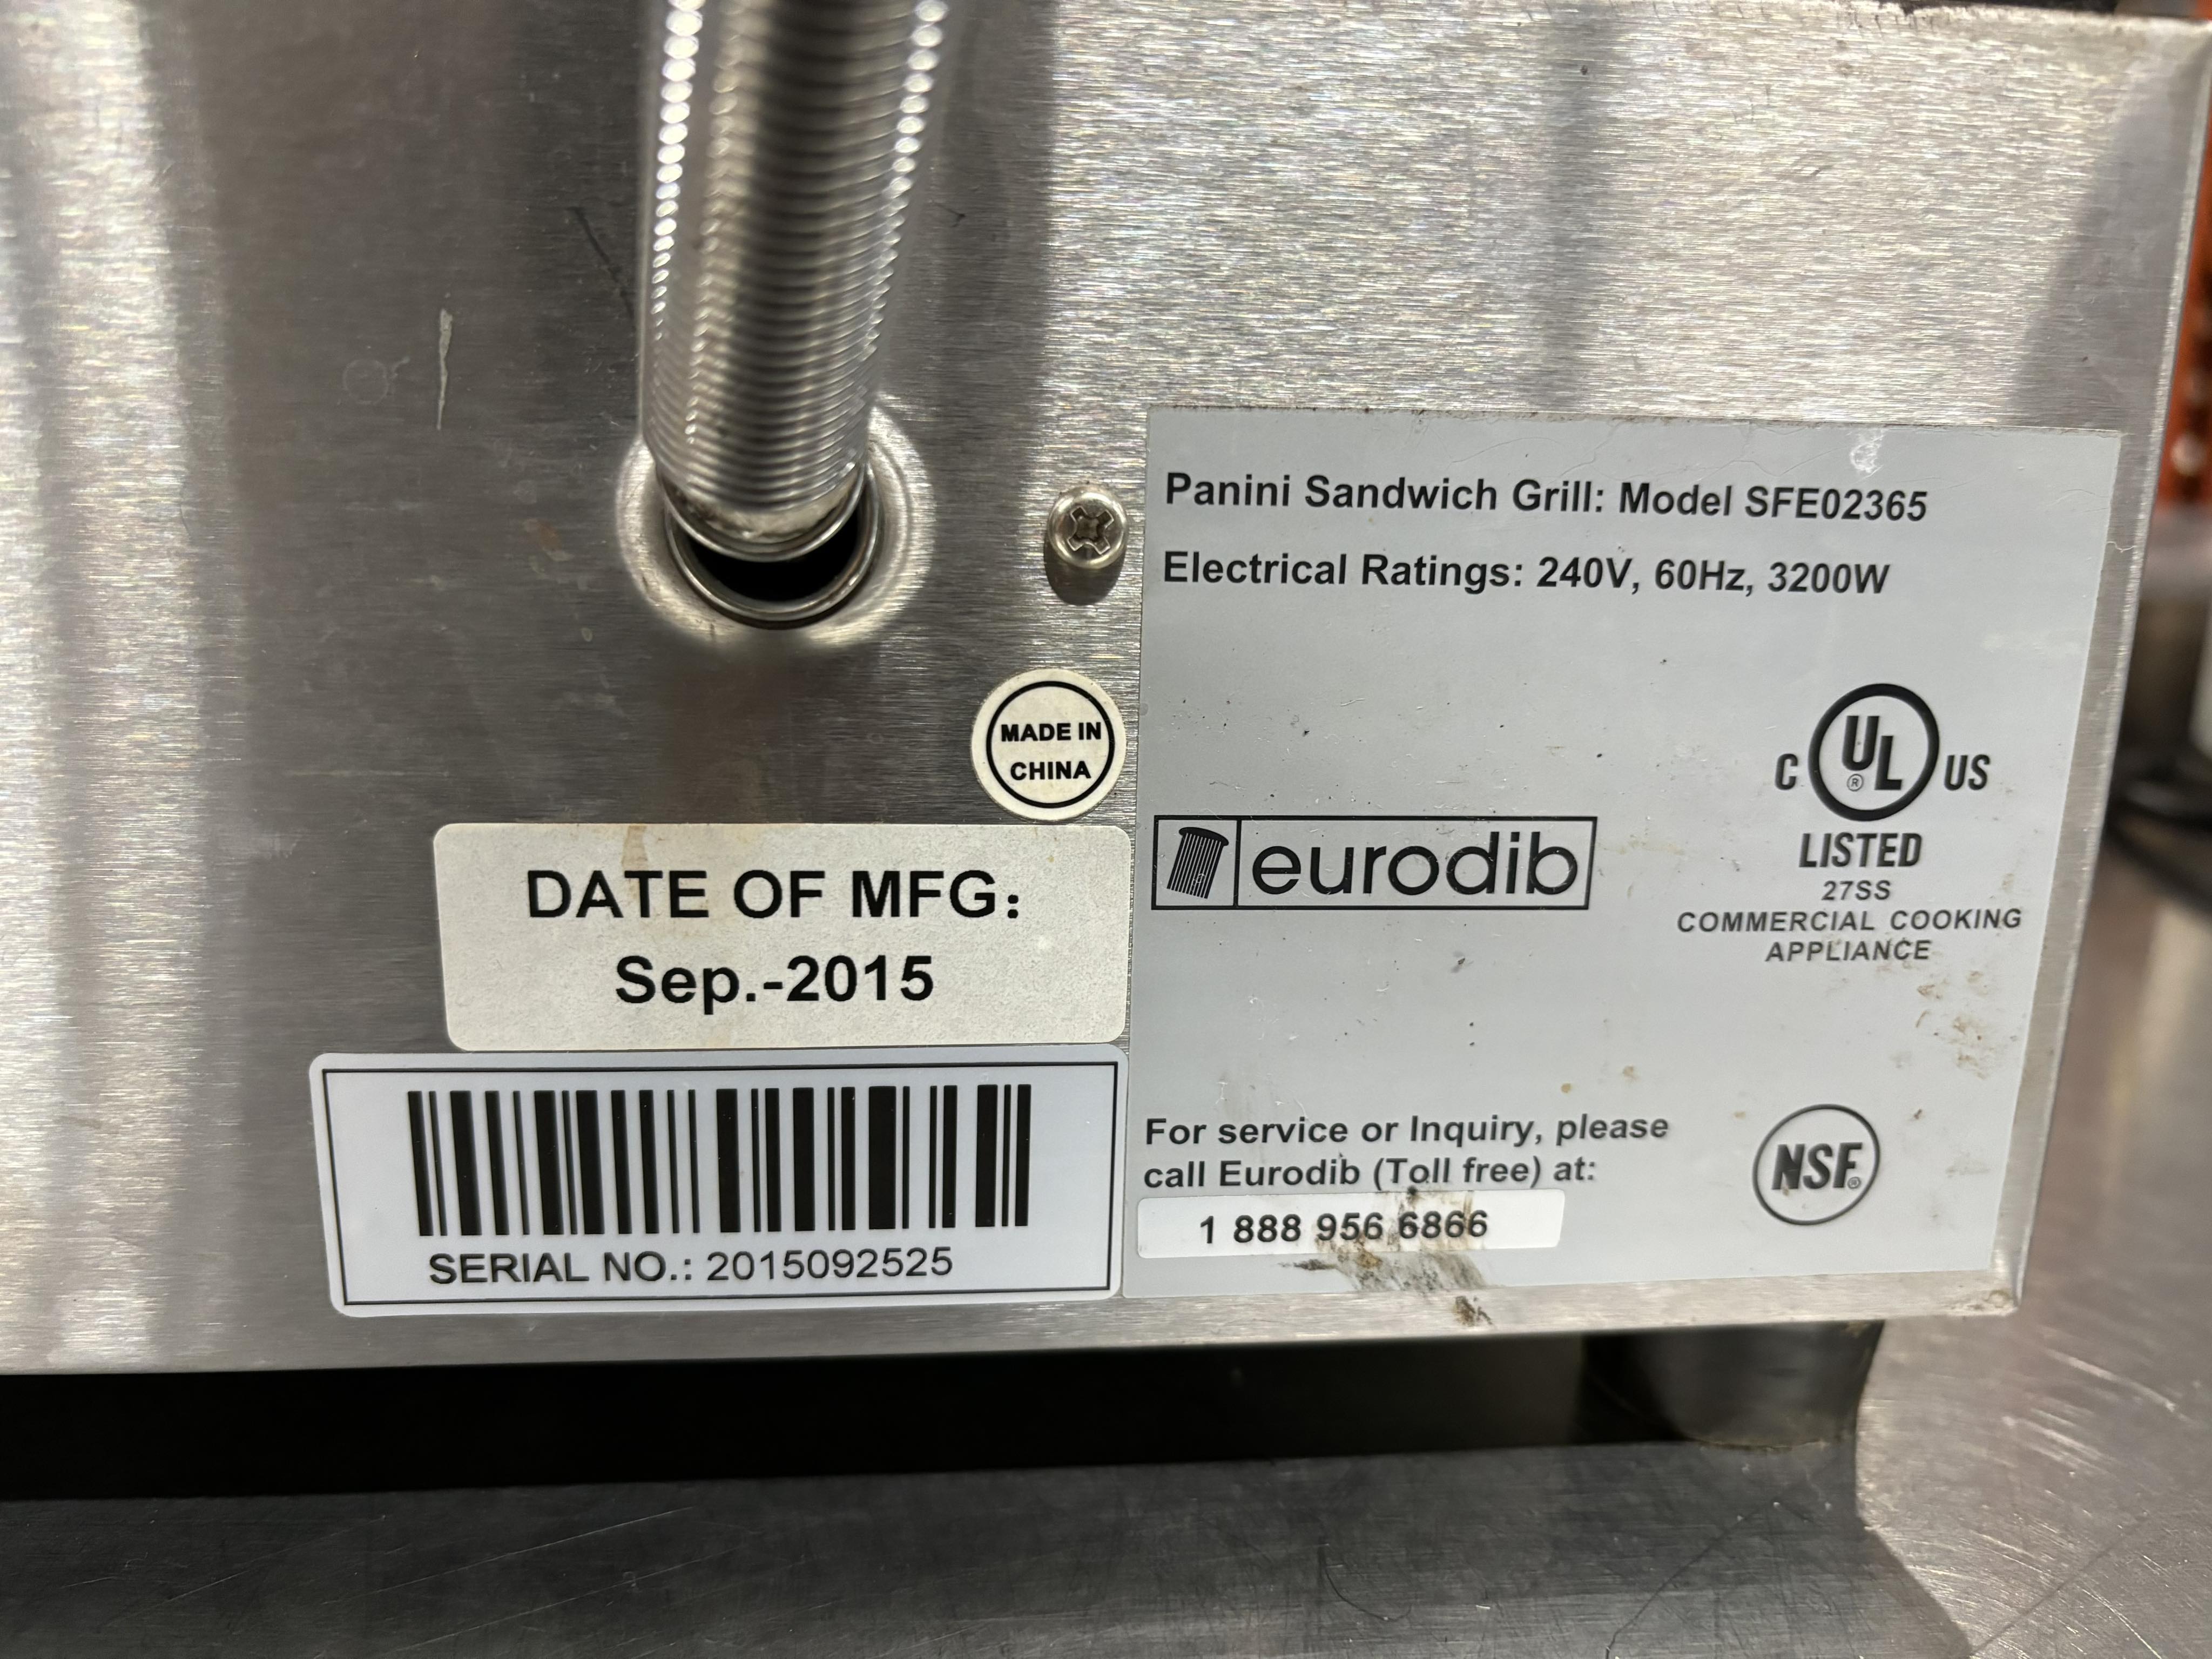 Panini Sandwich Grill: Model SFE02365
Electrical Ratings: 240V, 60Hz, 3200W
MADE IN
CHINA
C UL® US
LISTED
27SS
COMMERCIAL COOKING
APPLIANCE
eurodib
DATE OF MFG:
Sep.-2015
SERIAL NO.: 2015092525
For service or Inquiry, please
call Eurodib (Toll free) at:
1 888 956 6866
NSF®